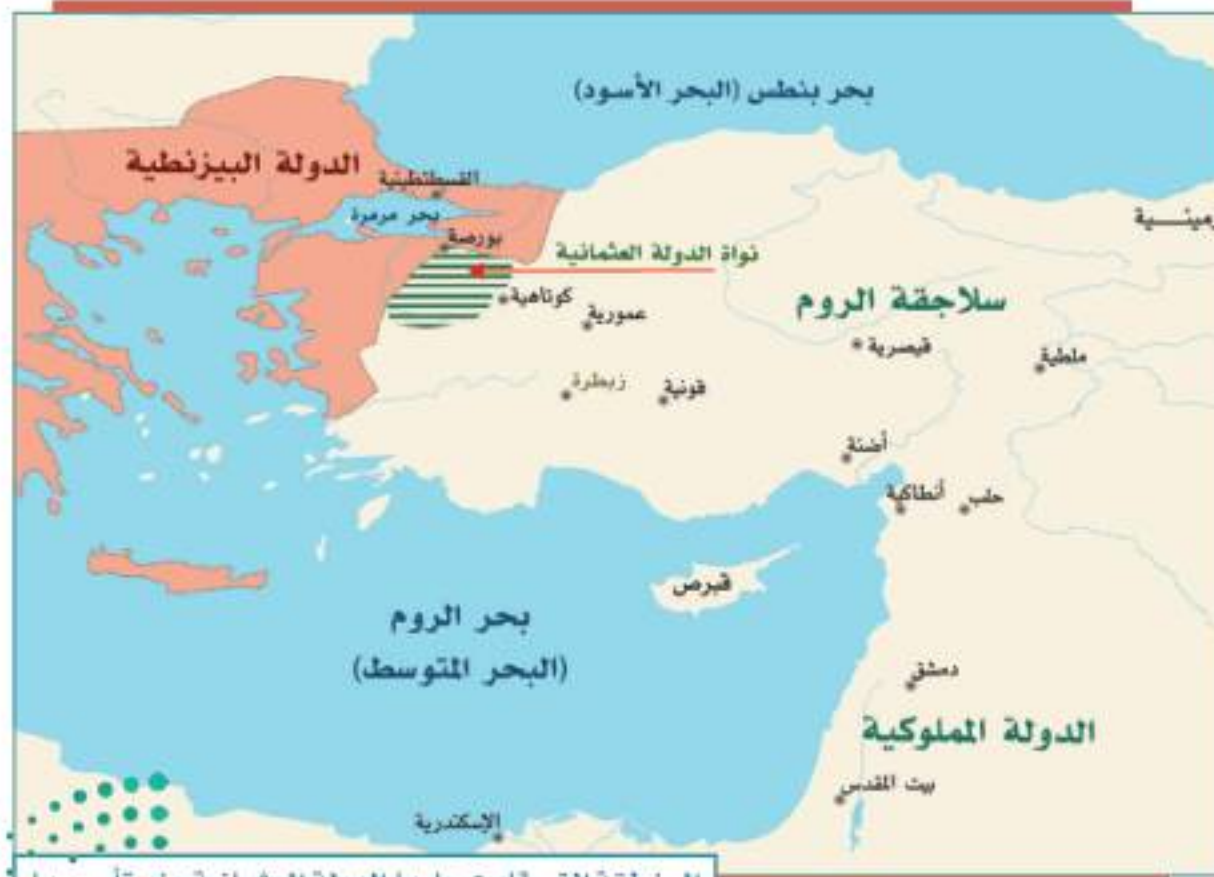 بحر بنطس (البحر الأسود)
الدولة البيزنطية
القسطنطينية
بحر مرمرة
بورصة
رمينـــية
نواة الدولة العثمانية
سلاجقة الروم
كوتاهية
عمورية
قيصرية
ملطية
زبطرة
قونية
أضنة
أنطاكية
حلب
قبرص
بحر الروم
(البحر المتوسط)
دمشق
الدولة المملوكية
بيت المقدس
الإسكندرية